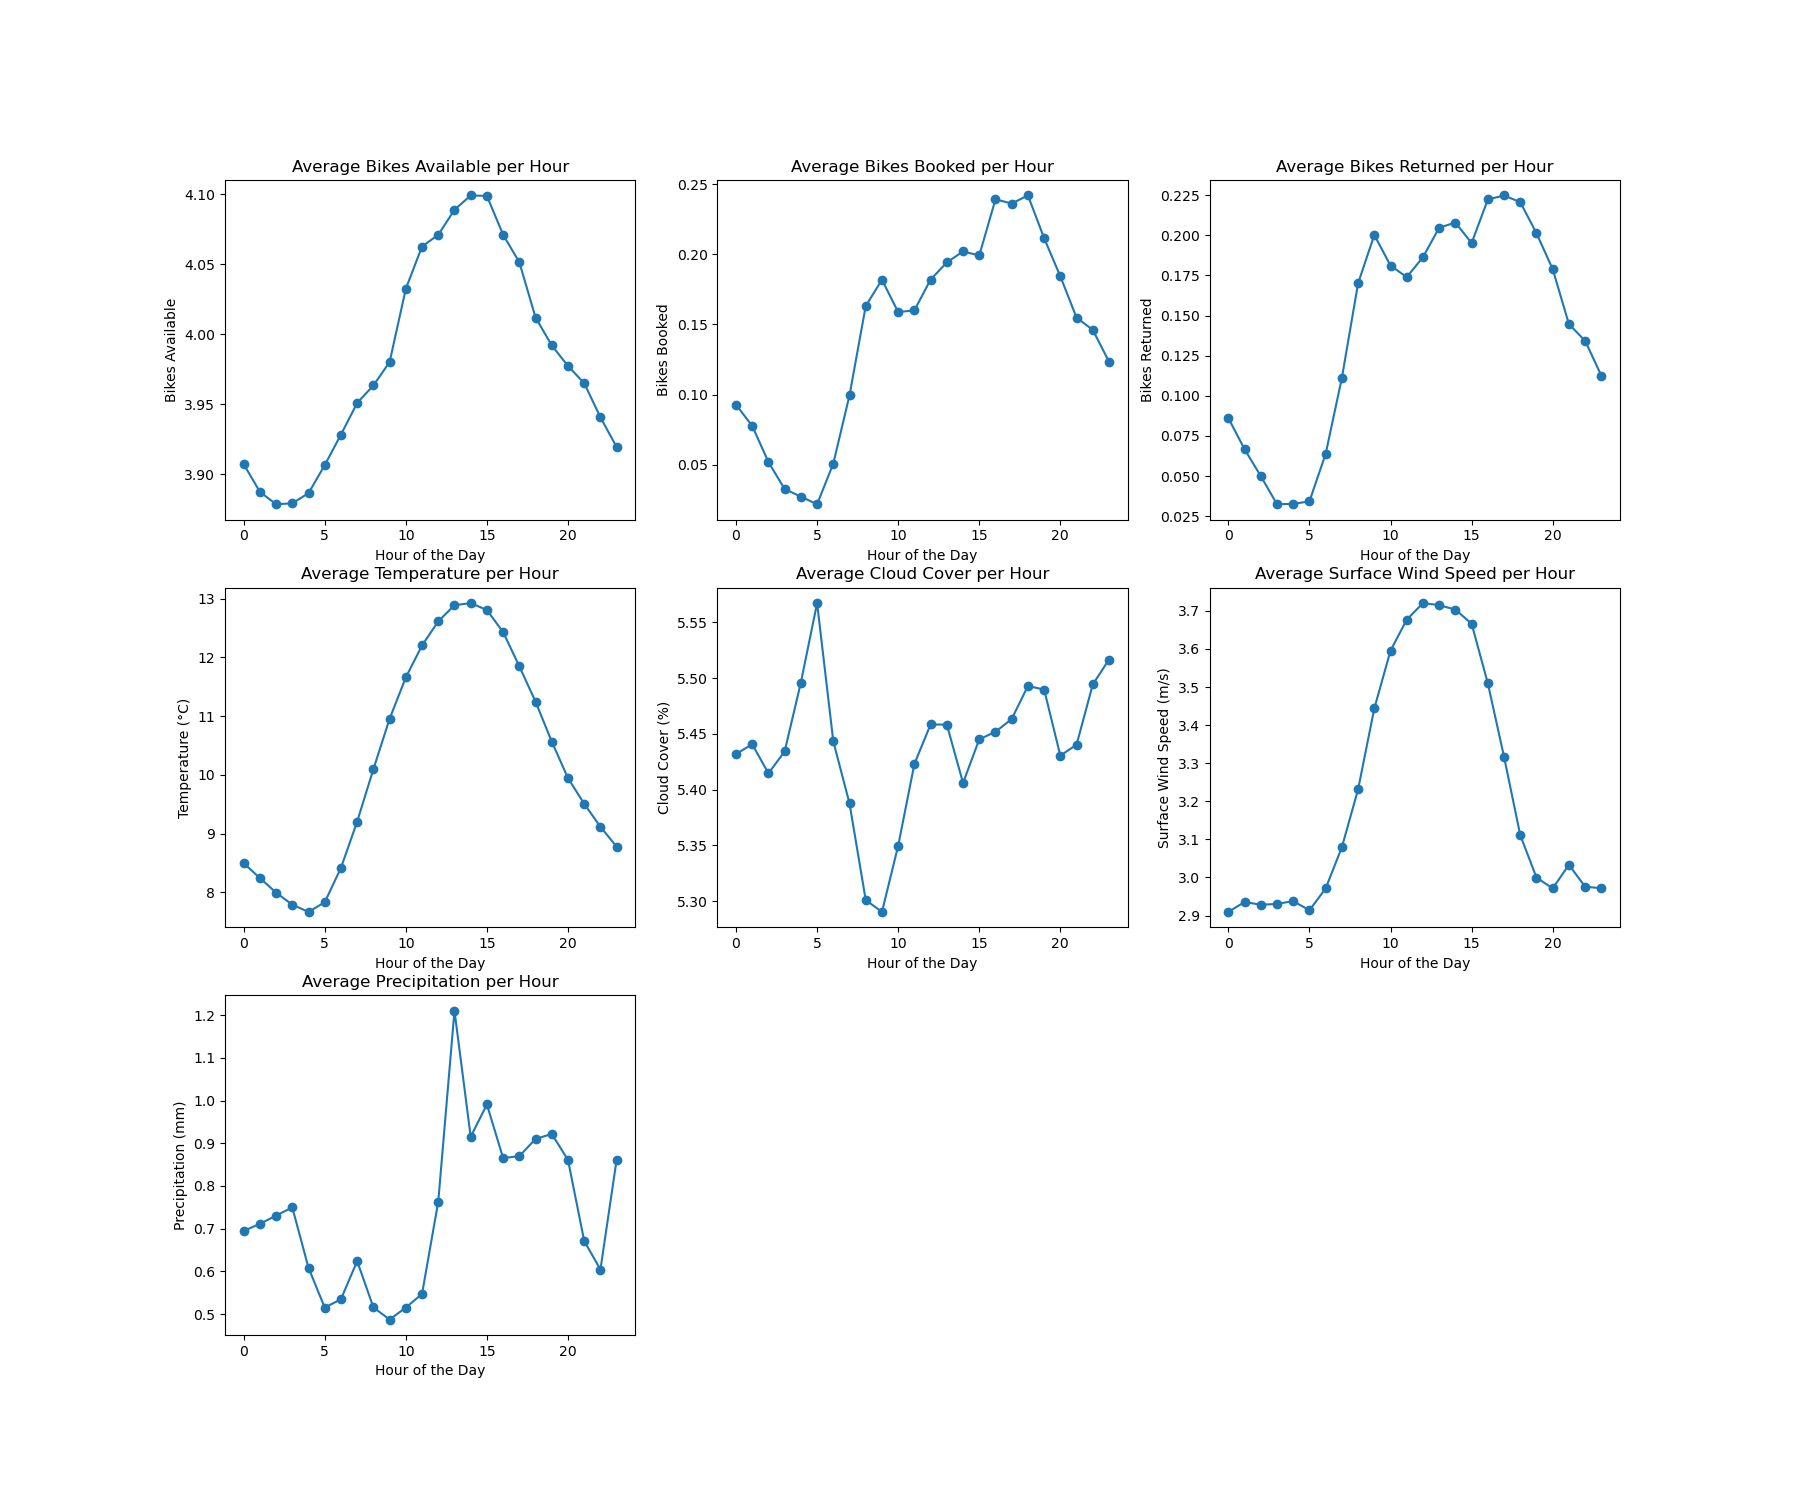 Average Bikes Available per Hour
Bikes Available
4.10
4.05
4.00
3.95
3.90
0 5 10 15 20
Hour of the Day
Average Bikes Booked per Hour
Bikes Booked
0.25
0.20
0.15
0.10
0.05
0 5 10 15 20
Hour of the Day
Average Bikes Returned per Hour
Bikes Returned
0.225
0.200
0.175
0.150
0.125
0.100
0.075
0.050
0.025
0 5 10 15 20
Hour of the Day
Average Temperature per Hour
Temperature (°C)
13
12
11
10
9
8
0 5 10 15 20
Hour of the Day
Average Cloud Cover per Hour
Cloud Cover (%)
5.55
5.50
5.45
5.40
5.35
5.30
0 5 10 15 20
Hour of the Day
Average Surface Wind Speed per Hour
Surface Wind Speed (m/s)
3.7
3.6
3.5
3.4
3.3
3.2
3.1
3.0
2.9
0 5 10 15 20
Hour of the Day
Average Precipitation per Hour
Precipitation (mm)
1.2
1.1
1.0
0.9
0.8
0.7
0.6
0.5
0 5 10 15 20
Hour of the Day